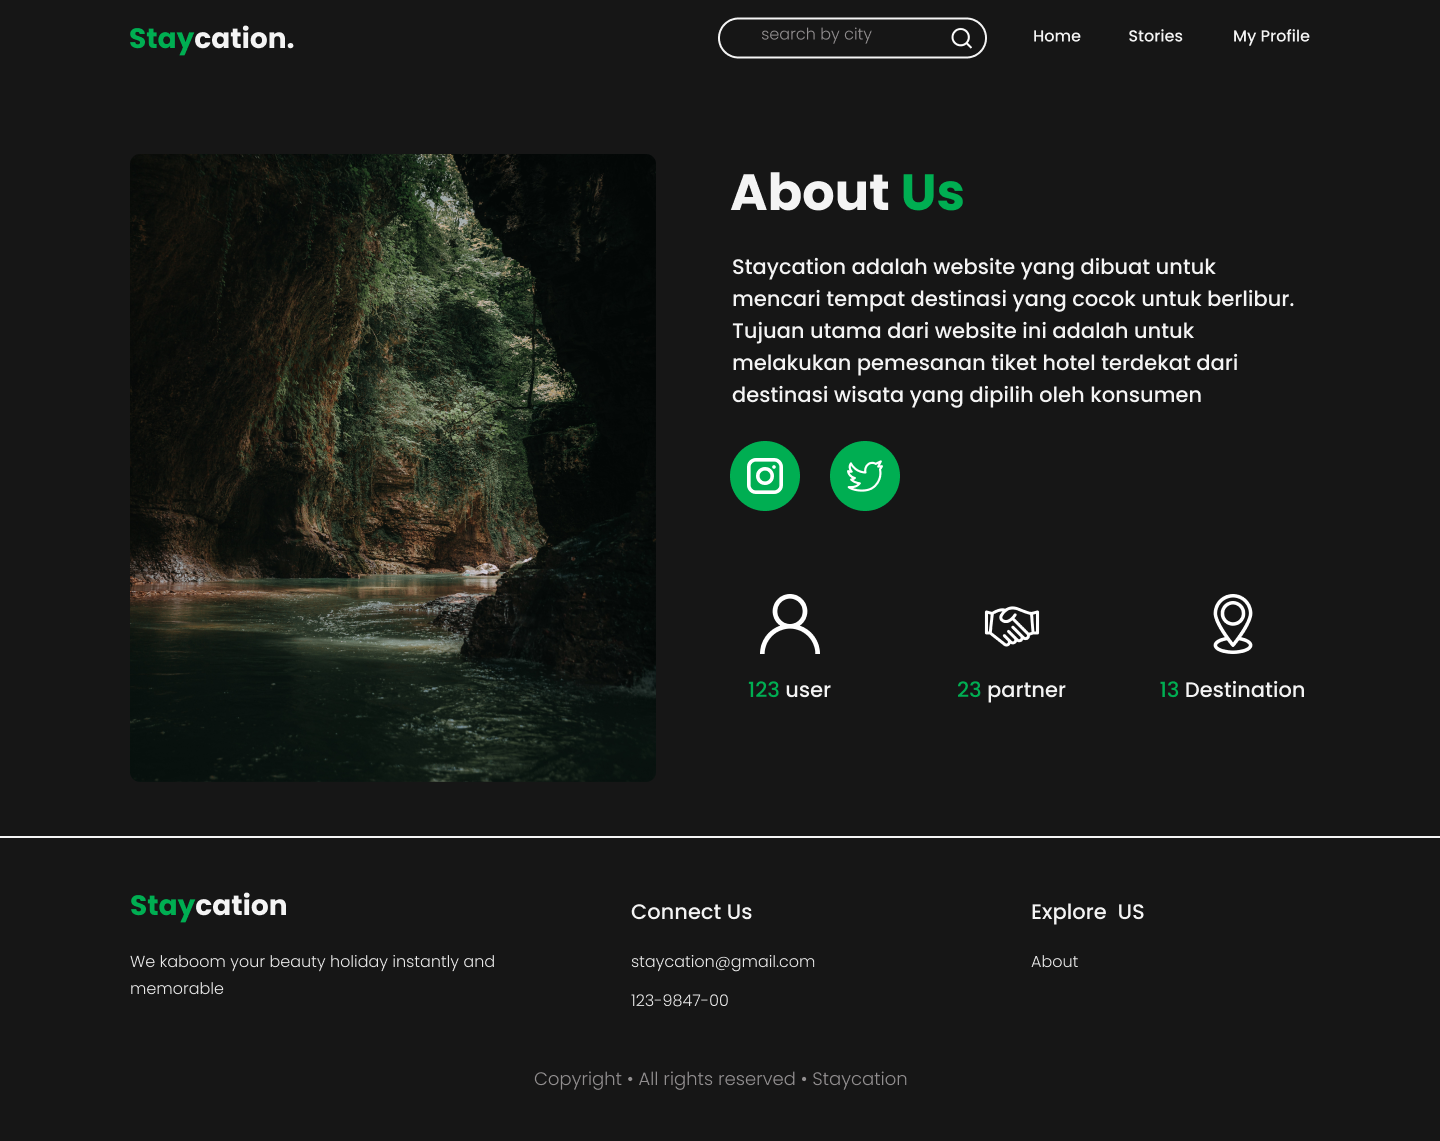 Staycation.
search by city
Home
Stories
My Profile
About Us
Staycation adalah website yang dibuat untuk
mencari tempat destinasi yang cocok untuk berlibur.
Tujuan utama dari website ini adalah untuk
melakukan pemesanan tiket hotel terdekat dari
destinasi wisata yang dipilih oleh konsumen
123 user
23 partner
13 Destination
Staycation
We kaboom your beauty holiday instantly and
memorable
Connect Us
staycation@gmail.com
123-9847-00
Explore  US
About
Copyright • All rights reserved • Staycation